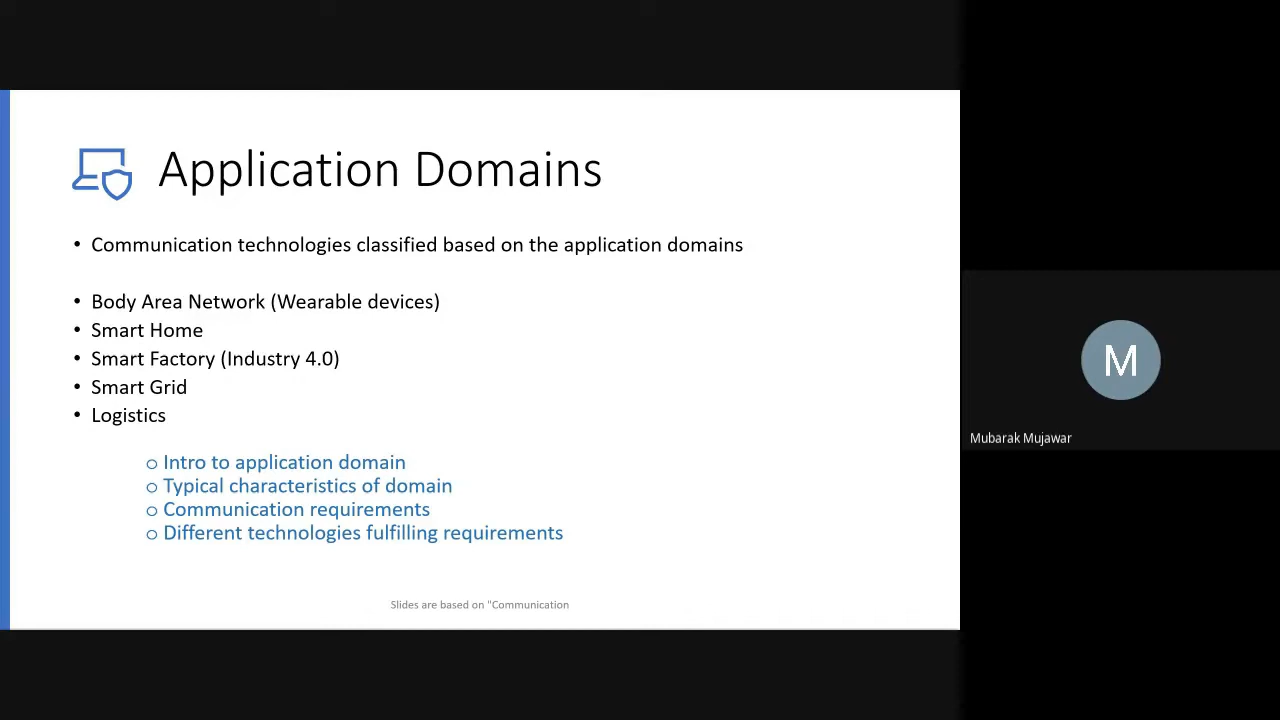 Application Domains
• Communication technologies classified based on the application domains
• Body Area Network (Wearable devices)
• Smart Home
• Smart Factory (Industry 4.0)
• Smart Grid
• Logistics
o Intro to application domain
o Typical characteristics of domain
o Communication requirements
o Different technologies fulfilling requirements
Slides are based on "Communication
M
Mubarak Mujawar